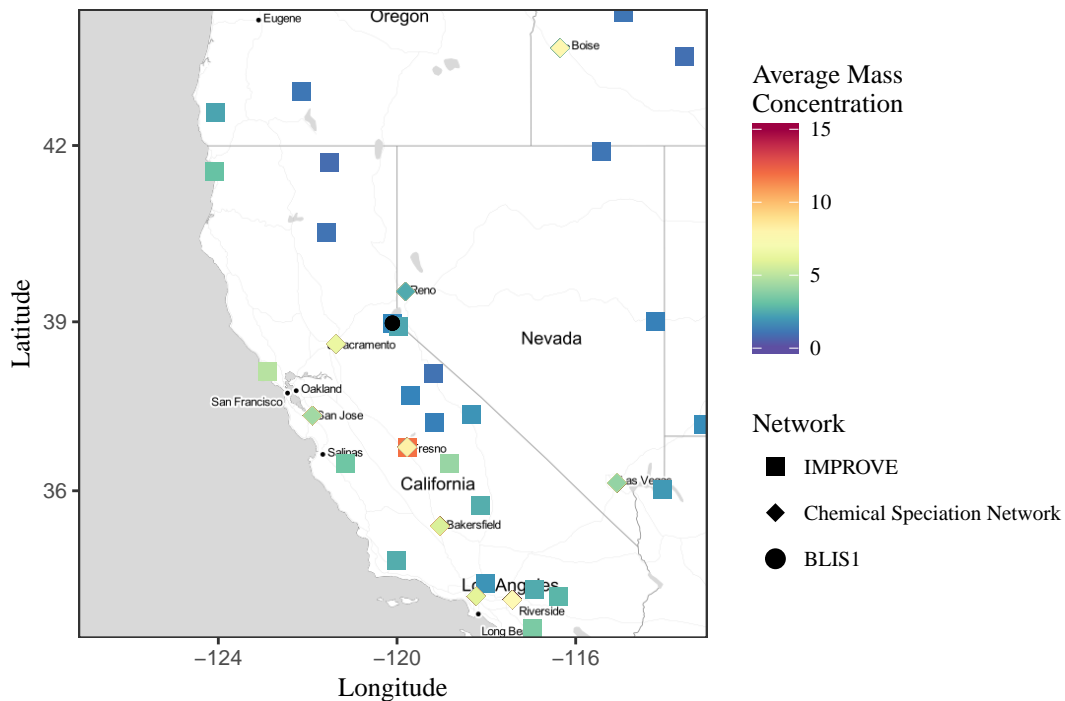 Oregon
Eugene
Boise
Reno
Nevada
acramento
Oakland
San Francisco
San Jose
Salinas
resno
California
as Vegas
Bakersfield
Los Angeles
Riverside
Long Be
42
39
36
−124
−120
−116
Latitude
Longitude
Average Mass
Concentration
15
10
5
0
Network
IMPROVE
Chemical Speciation Network
BLIS1